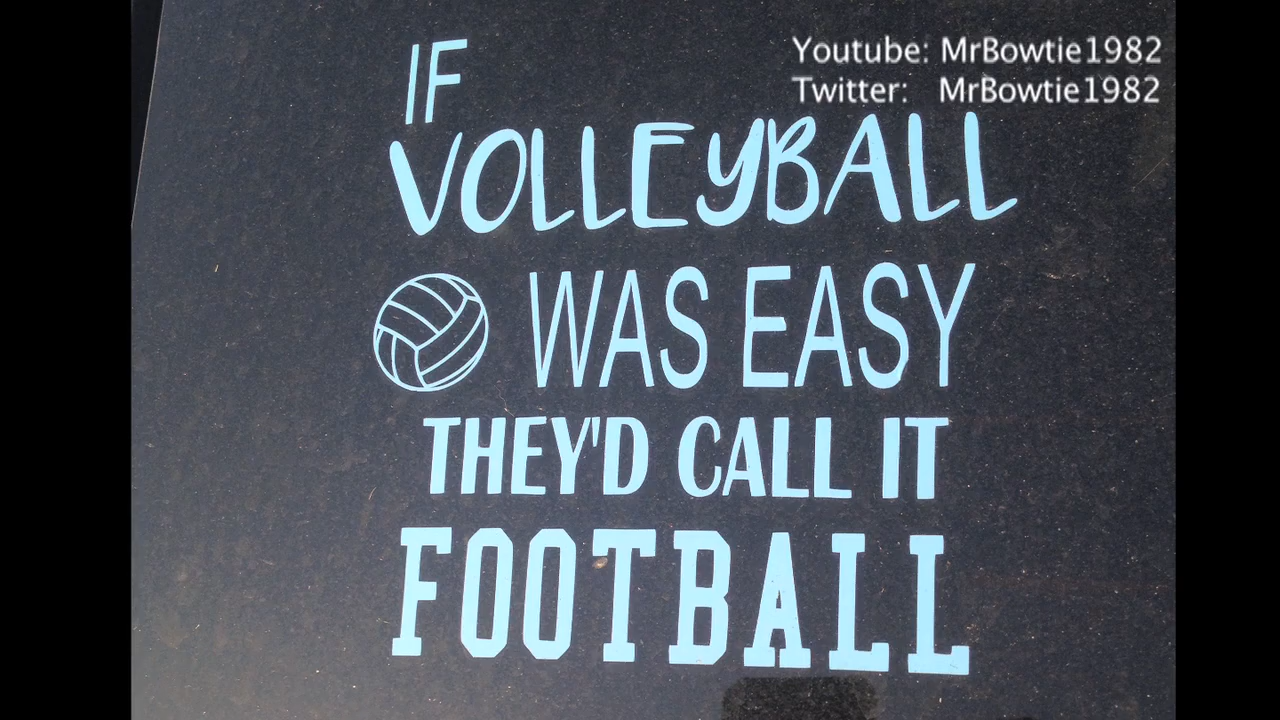 Youtube: MrBowtie1982
Twitter: MrBowtie1982
IF
VOLLEYBALL
WAS EASY
THEY'D CALL IT
FOOTBALL